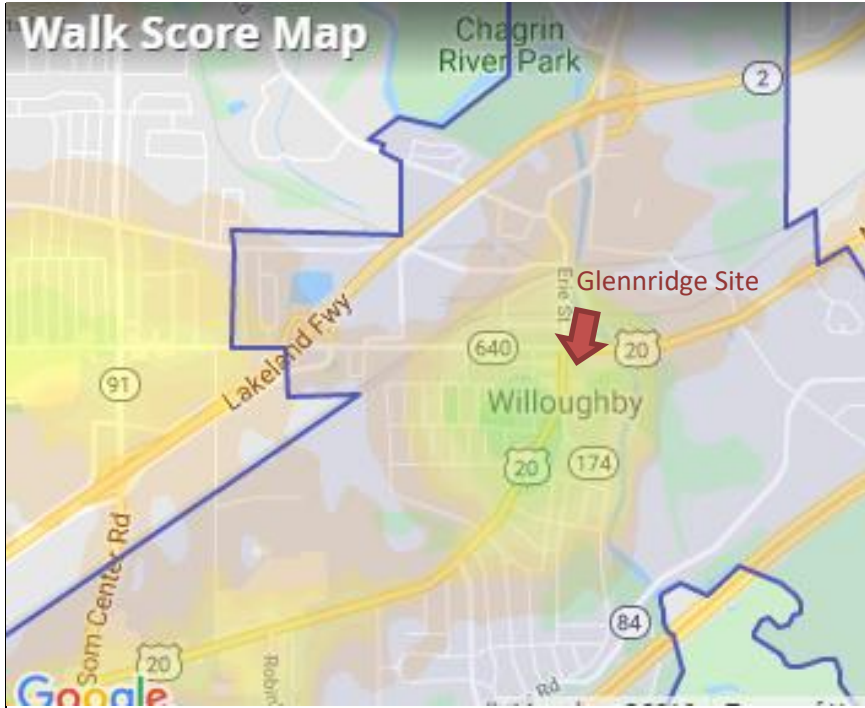 Walk Score Map
Chagrin
River Park
2
Erie St
Glennridge Site
640
20
Lakeland Fwy
91
Willoughby
20
174
Som Center Rd
84
20
Rd
Google